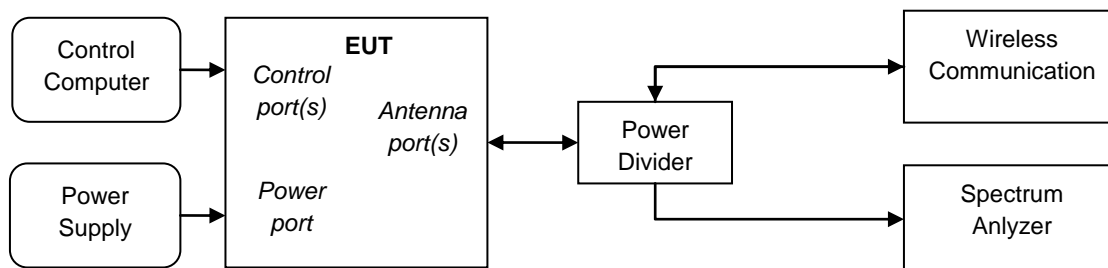 Control
Computer
Power
Supply
EUT
Control
port(s)
Antenna
port(s)
Power
port
Power
Divider
Wireless
Communication
Spectrum
Anlyzer